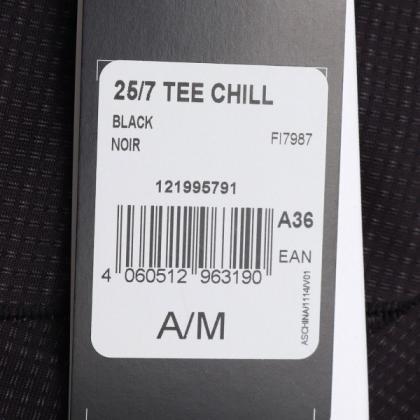 25/7 TEE CHILL
BLACK
NOIR
FI7987
121995791
A36
EAN
4 060512 963190
A/M
ASCHINA/1114/V01